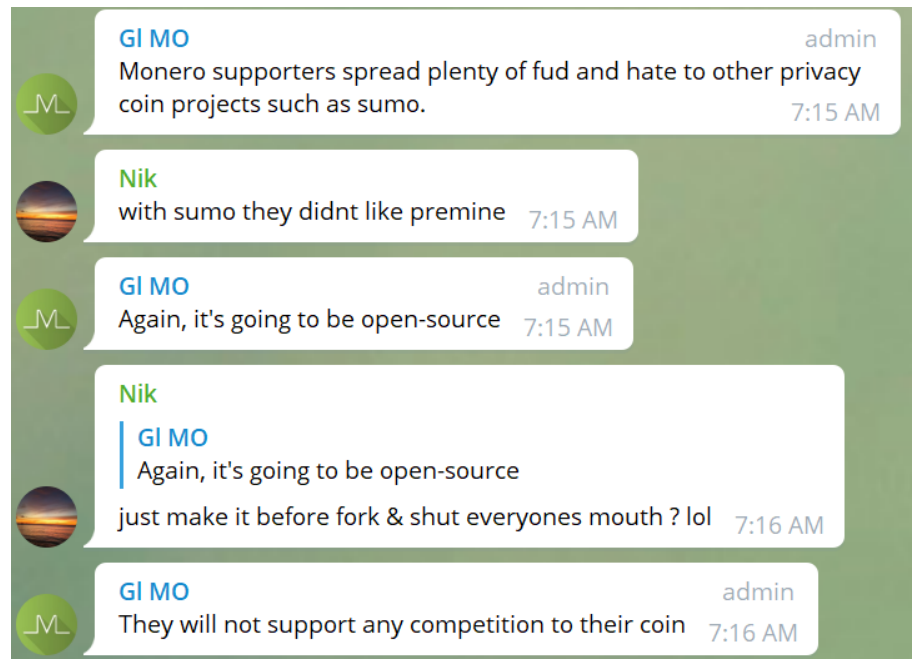 Gl MO admin
Monero supporters spread plenty of fud and hate to other privacy
coin projects such as sumo.
7:15 AM
Nik
with sumo they didnt like premine 7:15 AM
Gl MO admin
Again, it's going to be open-source 7:15 AM
Nik
Gl MO
Again, it's going to be open-source
just make it before fork & shut everyones mouth ? lol 7:16 AM
Gl MO admin
They will not support any competition to their coin 7:16 AM